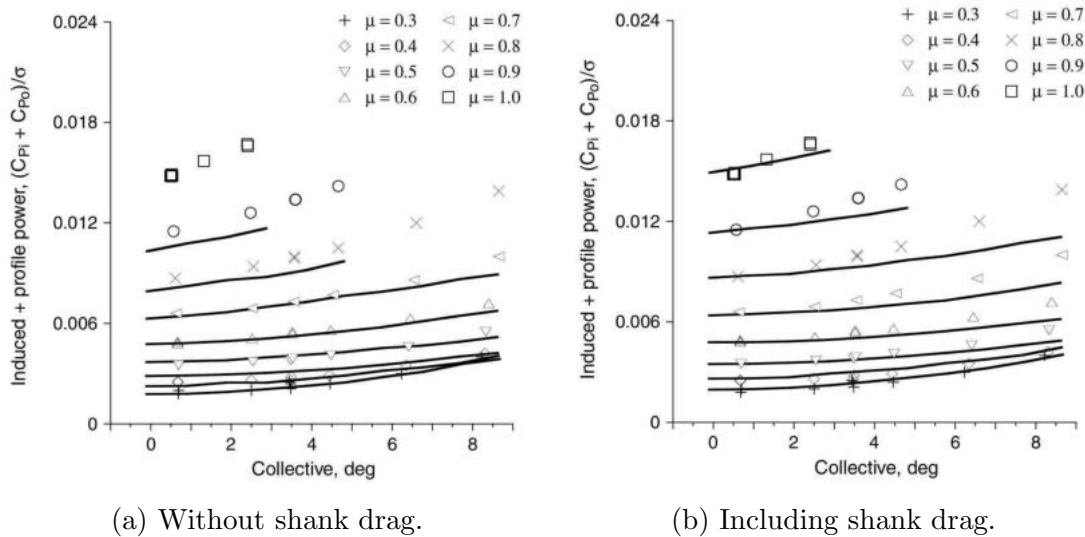 0.024
0.018
0.012
0.006
0
Induced + profile power, (C_Pi + C_Po)/σ
+ μ = 0.3 ◁ μ = 0.7
◇ μ = 0.4 × μ = 0.8
▽ μ = 0.5 ○ μ = 0.9
△ μ = 0.6 □ μ = 1.0
0 2 4 6 8
Collective, deg
(a) Without shank drag.
0.024
0.018
0.012
0.006
0
Induced + profile power, (C_Pi + C_Po)/σ
+ μ = 0.3 ◁ μ = 0.7
◇ μ = 0.4 × μ = 0.8
▽ μ = 0.5 ○ μ = 0.9
△ μ = 0.6 □ μ = 1.0
0 2 4 6 8
Collective, deg
(b) Including shank drag.